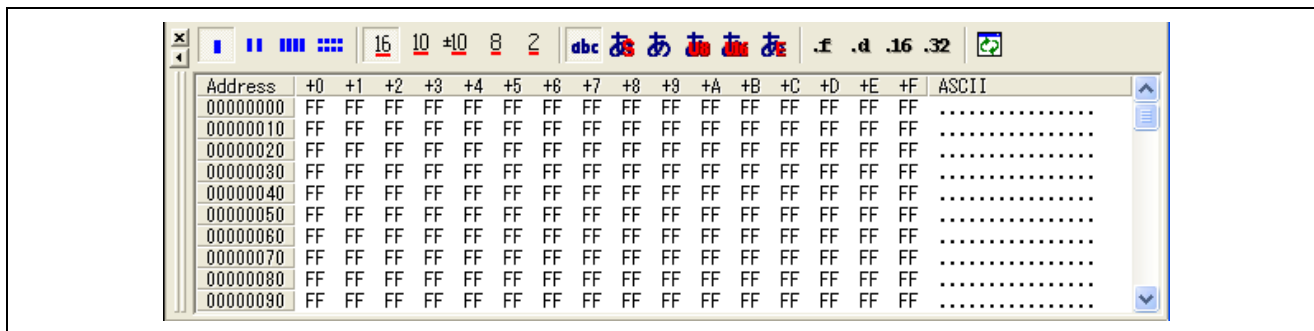 16 10 ±10 8 2 abc あS あ あJIS あUNI あE .f .d .16 .32
Address +0 +1 +2 +3 +4 +5 +6 +7 +8 +9 +A +B +C +D +E +F ASCII
00000000 FF FF FF FF FF FF FF FF FF FF FF FF FF FF FF FF ................
00000010 FF FF FF FF FF FF FF FF FF FF FF FF FF FF FF FF ................
00000020 FF FF FF FF FF FF FF FF FF FF FF FF FF FF FF FF ................
00000030 FF FF FF FF FF FF FF FF FF FF FF FF FF FF FF FF ................
00000040 FF FF FF FF FF FF FF FF FF FF FF FF FF FF FF FF ................
00000050 FF FF FF FF FF FF FF FF FF FF FF FF FF FF FF FF ................
00000060 FF FF FF FF FF FF FF FF FF FF FF FF FF FF FF FF ................
00000070 FF FF FF FF FF FF FF FF FF FF FF FF FF FF FF FF ................
00000080 FF FF FF FF FF FF FF FF FF FF FF FF FF FF FF FF ................
00000090 FF FF FF FF FF FF FF FF FF FF FF FF FF FF FF FF ................